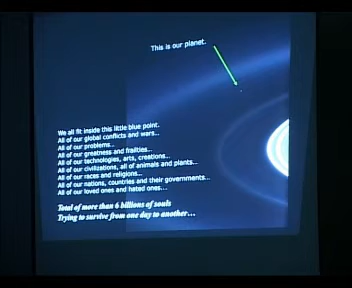 This is our planet.
We all fit inside this little blue point.
All of our global conflicts and wars...
All of our problems...
All of our greatness and frailties...
All of our technologies, arts, creations...
All of our civilizations, all of animals and plants...
All of our races and religions...
All of our nations, countries and their governments...
All of our loved ones and hated ones...
Total of more than 6 billions of souls
Trying to survive from one day to another...